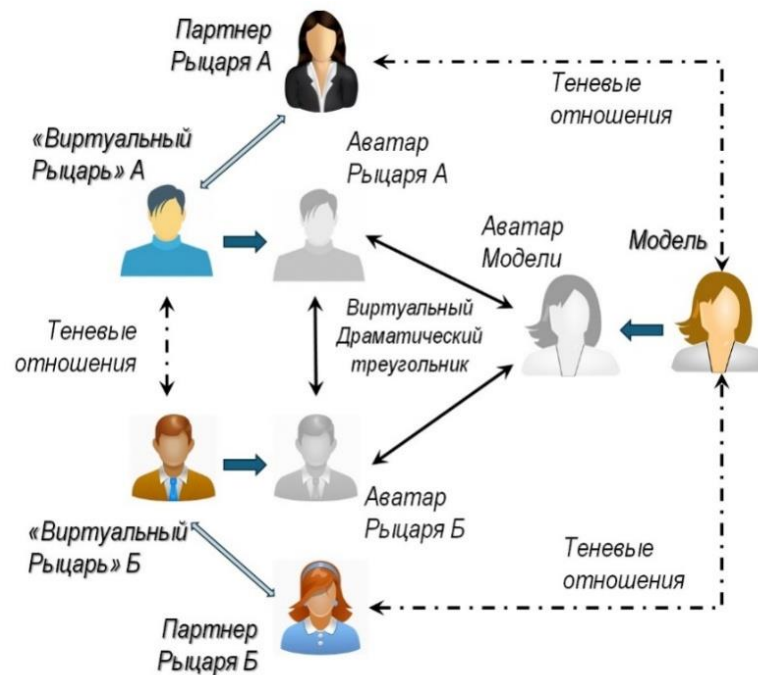 Партнер
Рыцаря А
Теневые
отношения
«Виртуальный
Рыцарь» А
Аватар
Рыцаря А
Аватар
Модели
Модель
Виртуальный
Драматический
треугольник
Теневые
отношения
Аватар
Рыцаря Б
«Виртуальный
Рыцарь» Б
Теневые
отношения
Партнер
Рыцаря Б